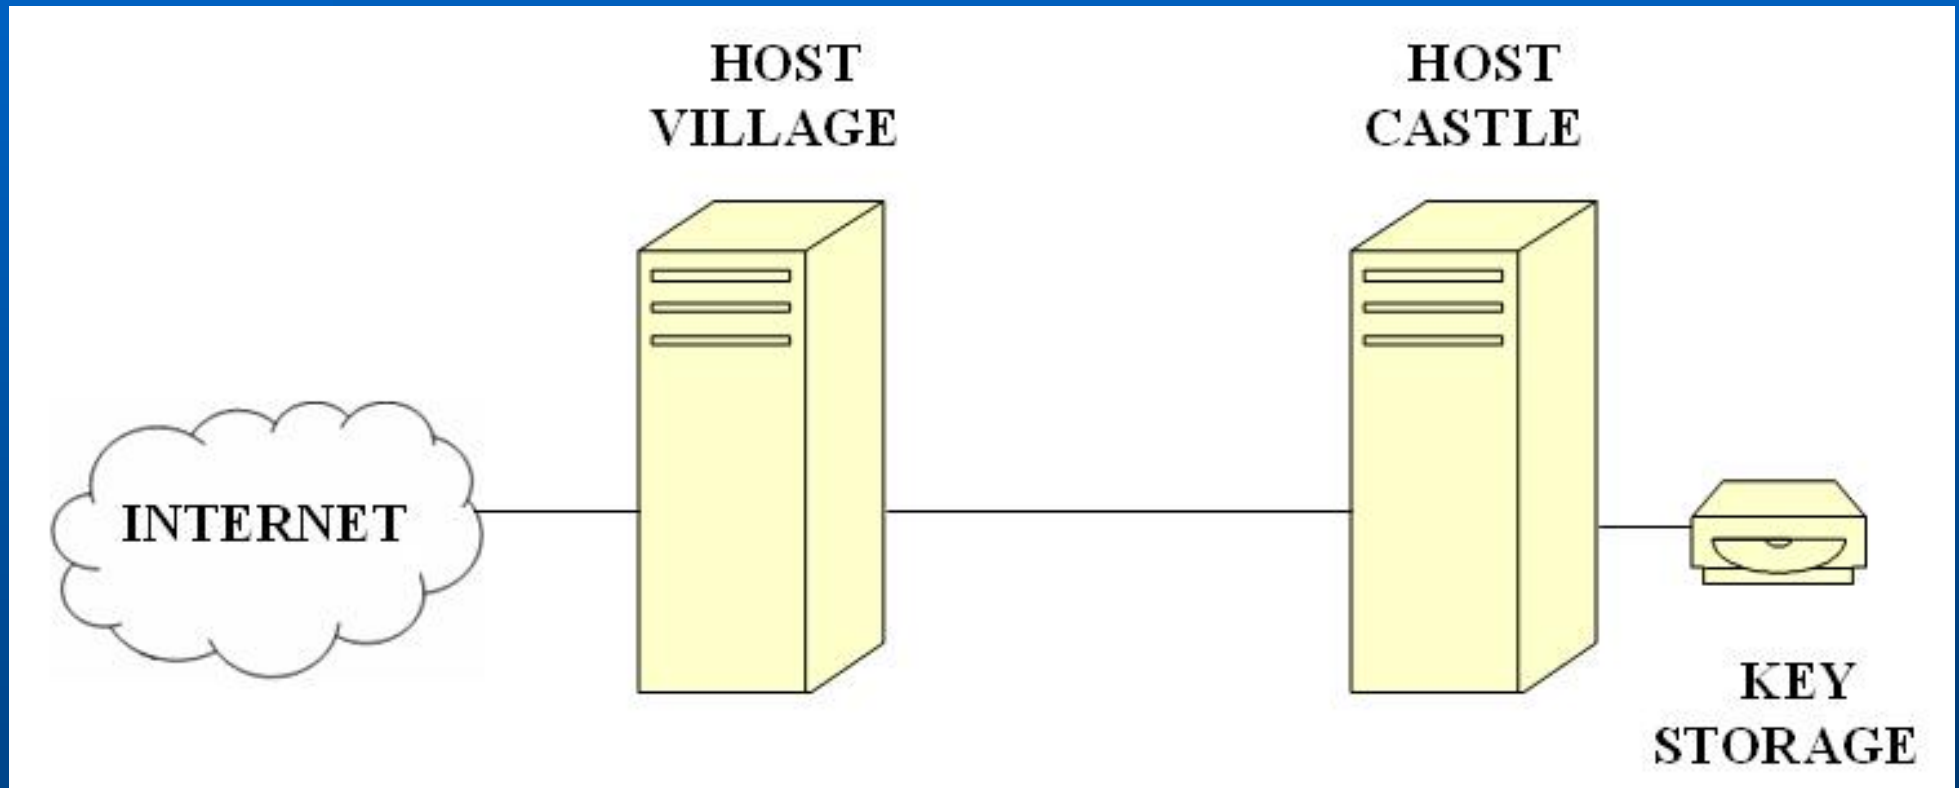 HOST
VILLAGE
HOST
CASTLE
INTERNET
KEY
STORAGE